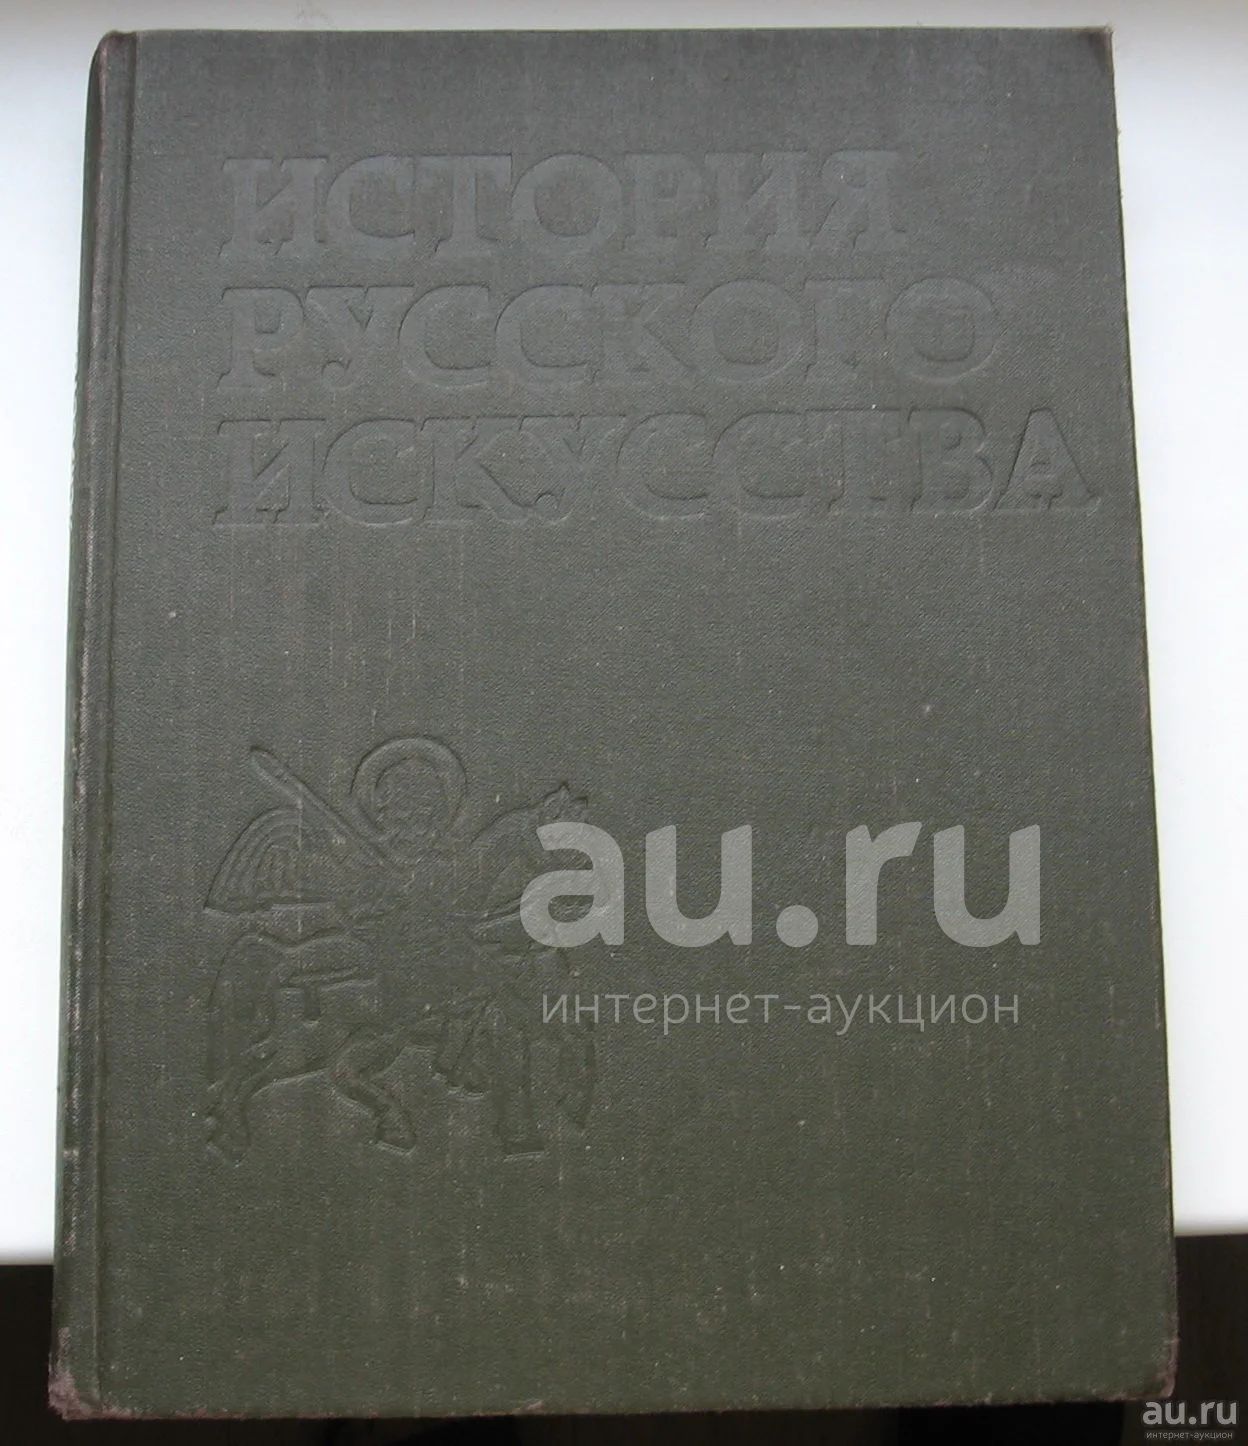 ИСТОРИЯ
РУССКОГО
ИСКУССТВА
au.ru
интернет-аукцион
au.ru
интернет-аукцион